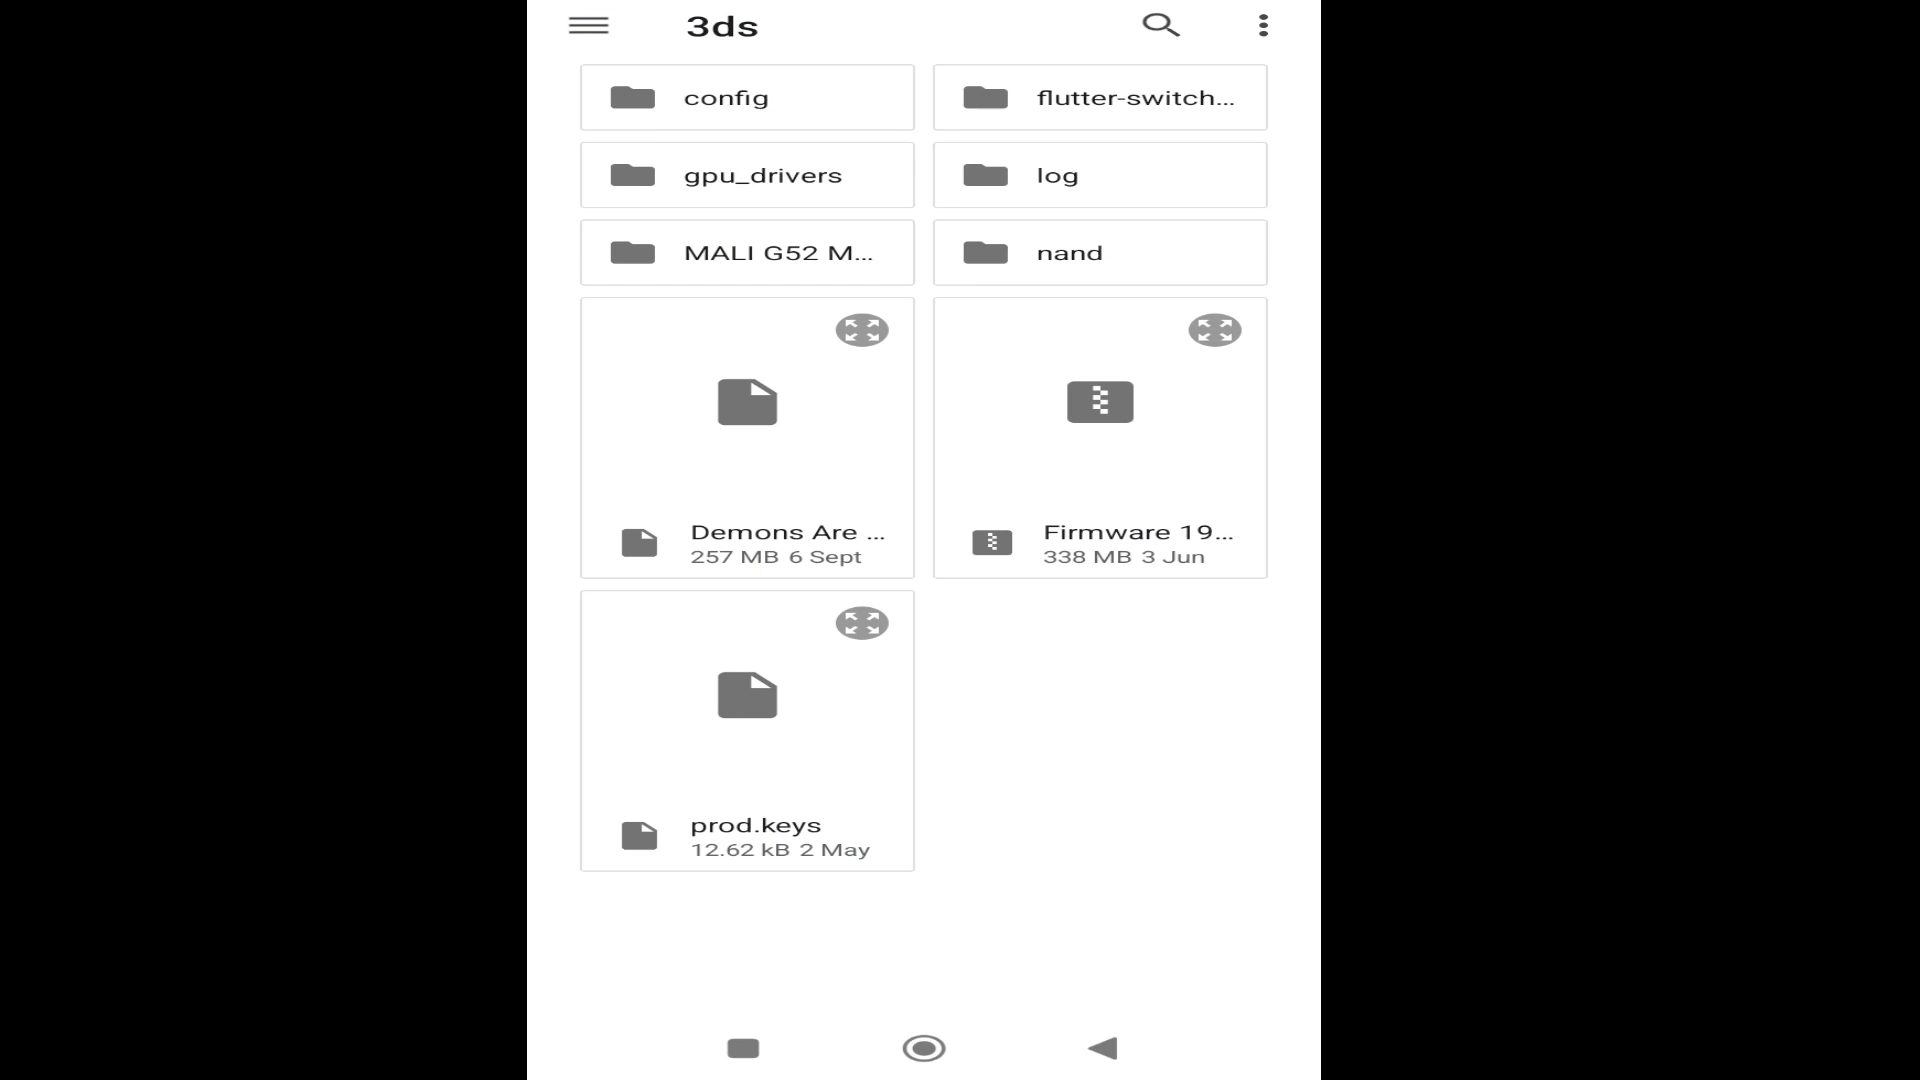 3ds
config
flutter-switch...
gpu_drivers
log
MALI G52 M...
nand
Demons Are ...
257 MB 6 Sept
Firmware 19...
338 MB 3 Jun
prod.keys
12.62 kB 2 May